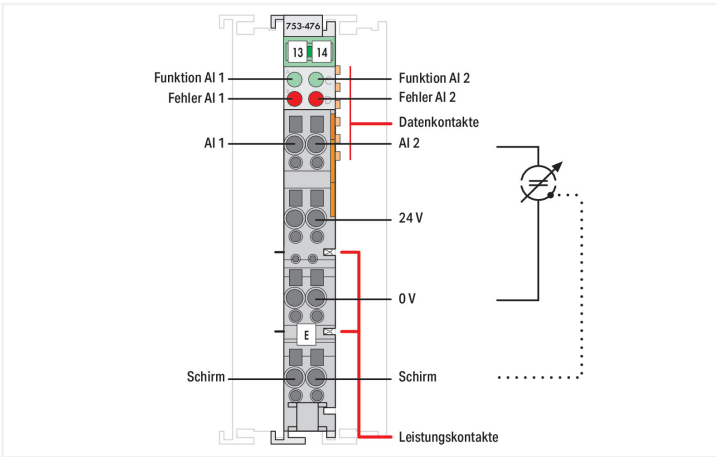 753-476
13 14
Funktion AI 1
C
Funktion AI 2
Fehler AI 1
D
Fehler AI 2
Datenkontakte
AI 1
AI 2
24 V
0 V
E
Schirm
Schirm
Leistungskontakte